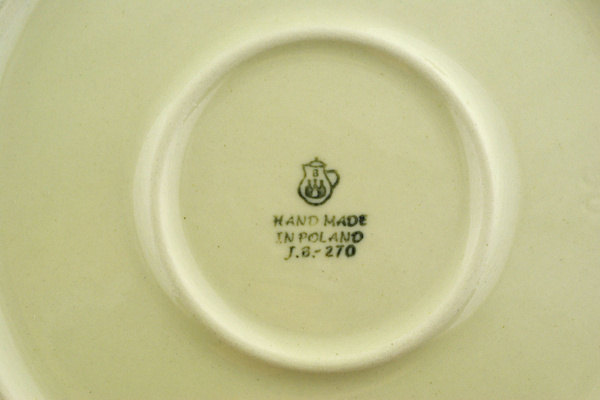 B
HAND MADE
IN POLAND
J.B.-270